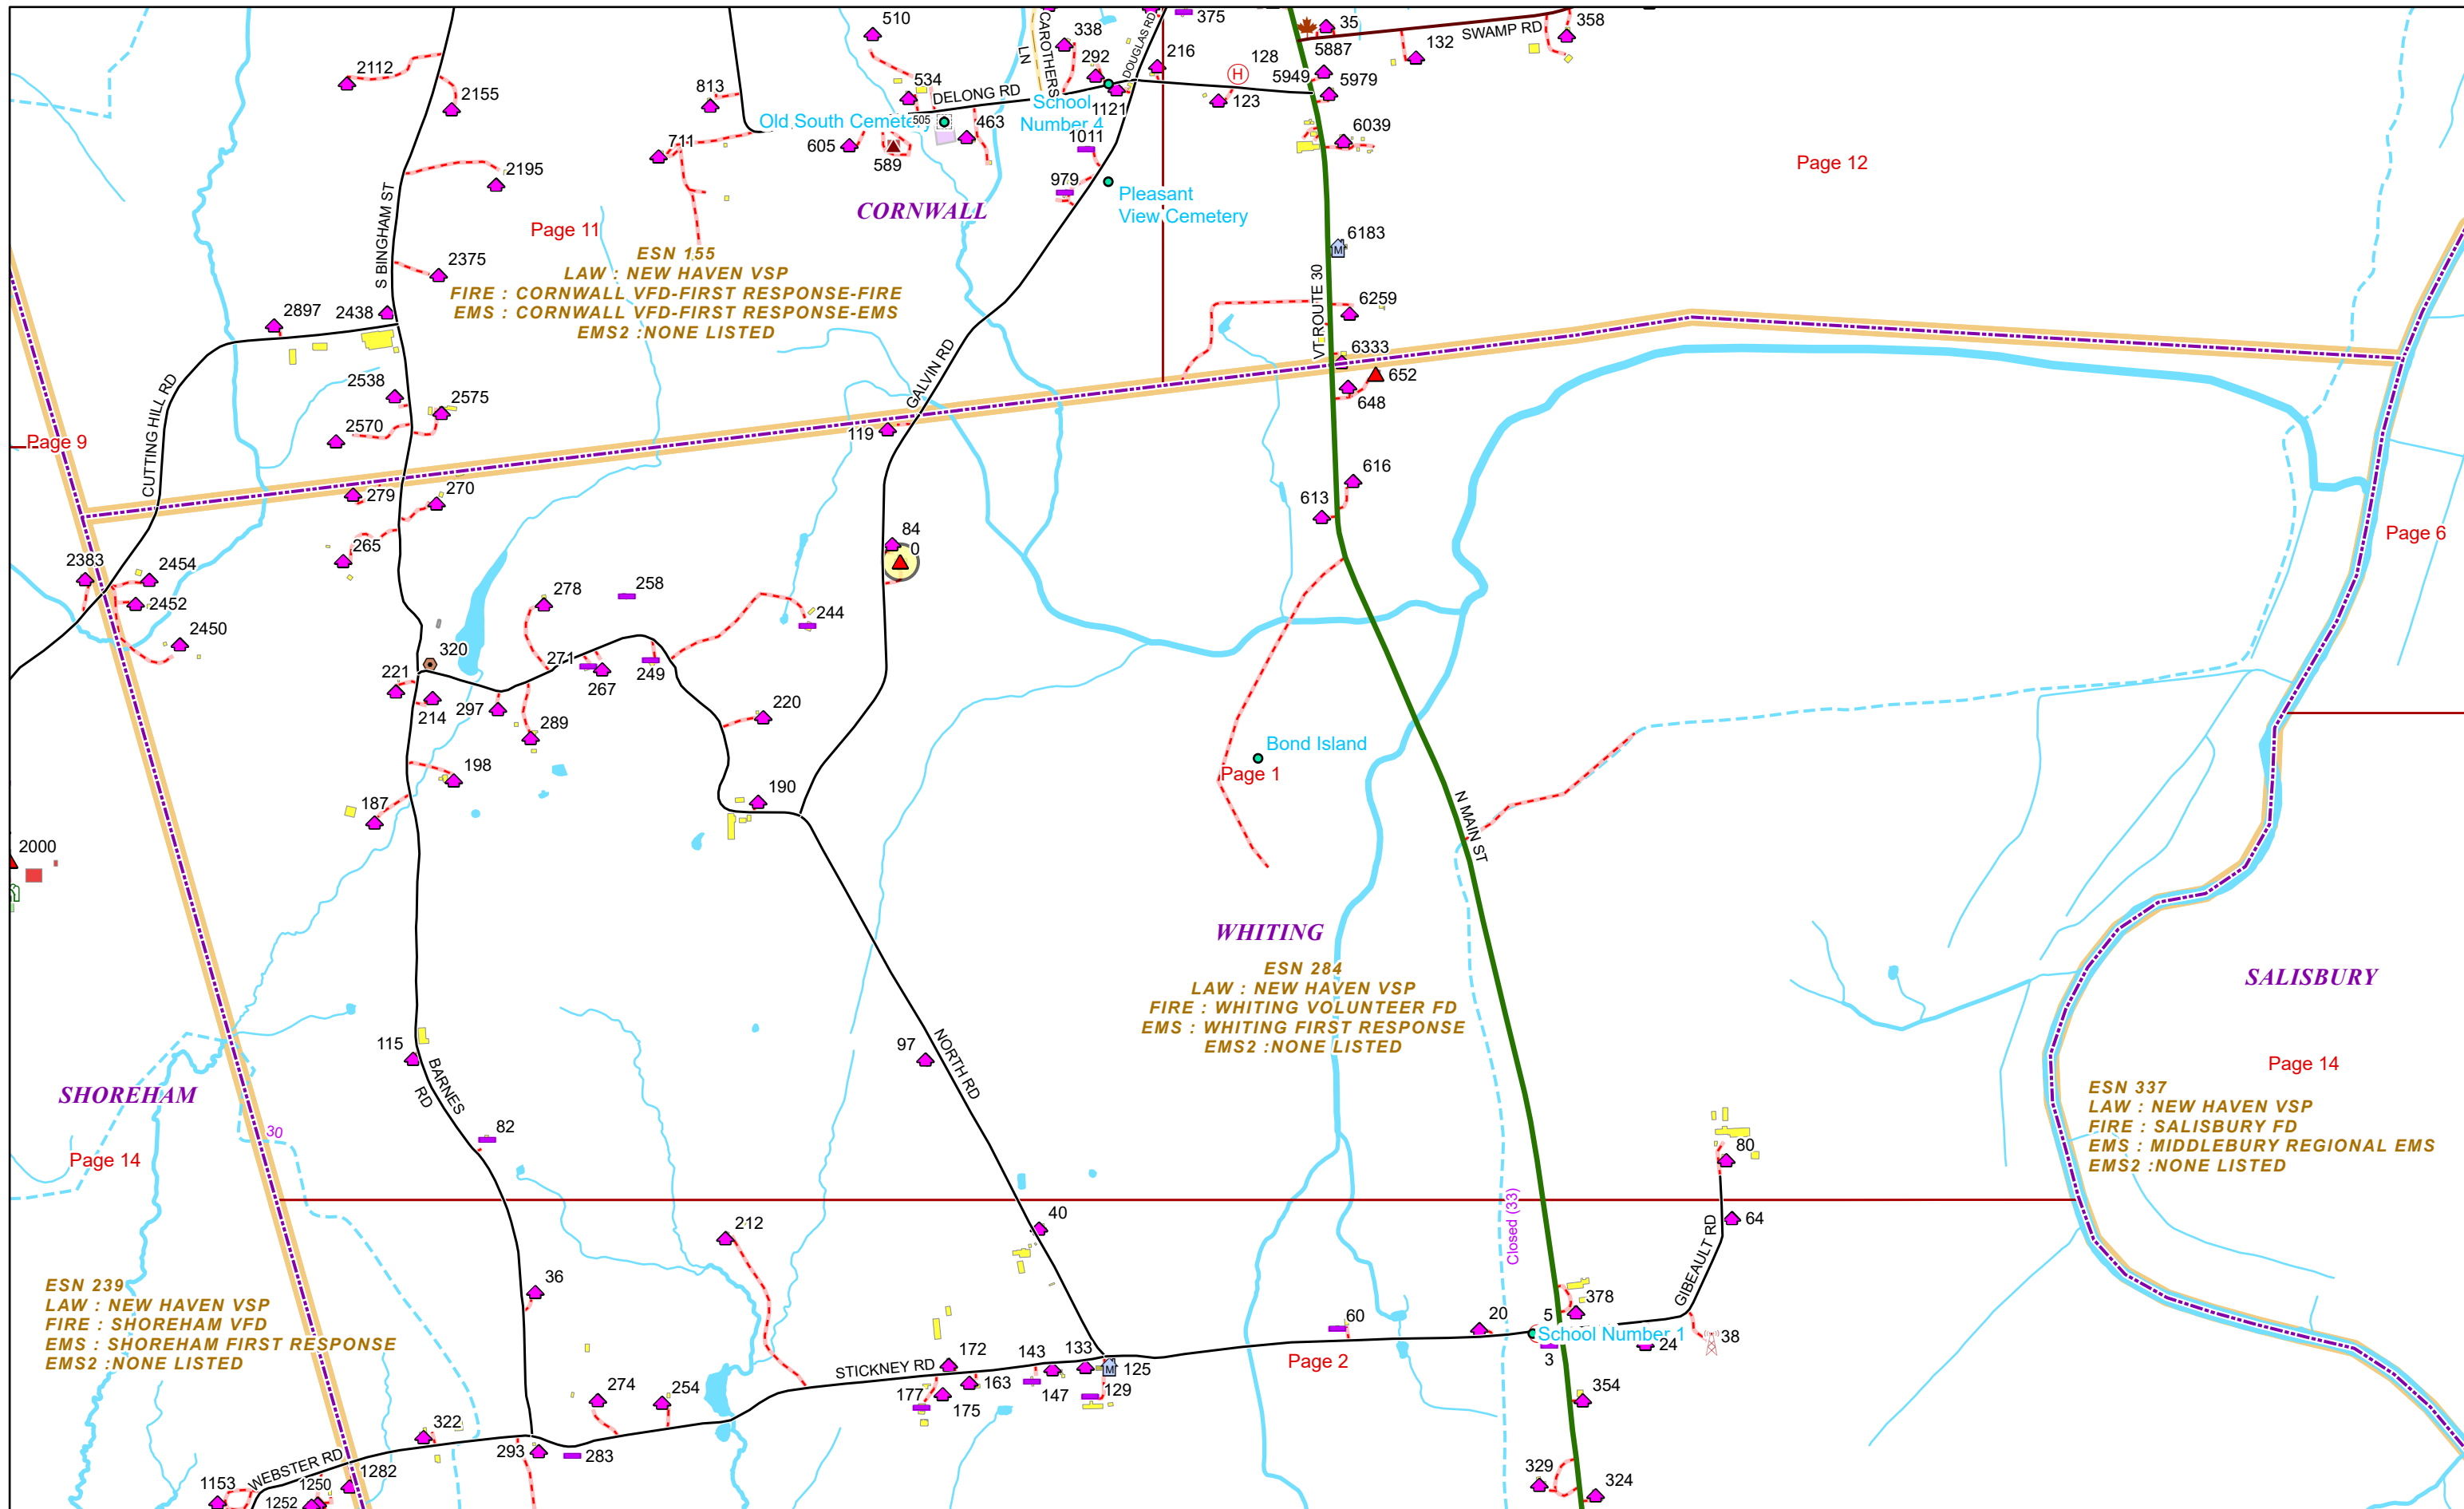 510
338
375
35
SWAMP RD
358
CAROTHERS
LN
DOUGLAS RD
2112
292
216
128
H
5887
132
5949
5979
2155
813
534
DELONG RD
School
Number 4
1121
123
Old South Cemetery
505
463
1011
6039
711
605
589
2195
979
Pleasant
View Cemetery
Page 12
S BINGHAM ST
CORNWALL
Page 11
6183
M
ESN 155
LAW : NEW HAVEN VSP
FIRE : CORNWALL VFD-FIRST RESPONSE-FIRE
EMS : CORNWALL VFD-FIRST RESPONSE-EMS
EMS2 :NONE LISTED
2375
VT ROUTE 30
6259
2897
2438
6333
652
648
GALVIN RD
CUTTING HILL RD
2538
2575
2570
119
Page 9
279
270
616
613
265
84
0
Page 6
2383
2454
2452
2450
278
258
244
320
221
271
267
249
214
297
289
220
Bond Island
Page 1
198
190
187
N MAIN ST
2000
WHITING
ESN 284
LAW : NEW HAVEN VSP
FIRE : WHITING VOLUNTEER FD
EMS : WHITING FIRST RESPONSE
EMS2 :NONE LISTED
SALISBURY
Page 14
ESN 337
LAW : NEW HAVEN VSP
FIRE : SALISBURY FD
EMS : MIDDLEBURY REGIONAL EMS
EMS2 :NONE LISTED
115
BARNES
RD
97
NORTH RD
SHOREHAM
30
82
Page 14
80
Closed (33)
212
40
64
GIBEAULT RD
ESN 239
LAW : NEW HAVEN VSP
FIRE : SHOREHAM VFD
EMS : SHOREHAM FIRST RESPONSE
EMS2 :NONE LISTED
36
60
20
5
378
School Number 1
3
24
38
Page 2
STICKNEY RD
172
143
133
M
125
163
147
129
177
175
274
254
354
322
293
283
WEBSTER RD
1282
1153
1250
1252
329
324